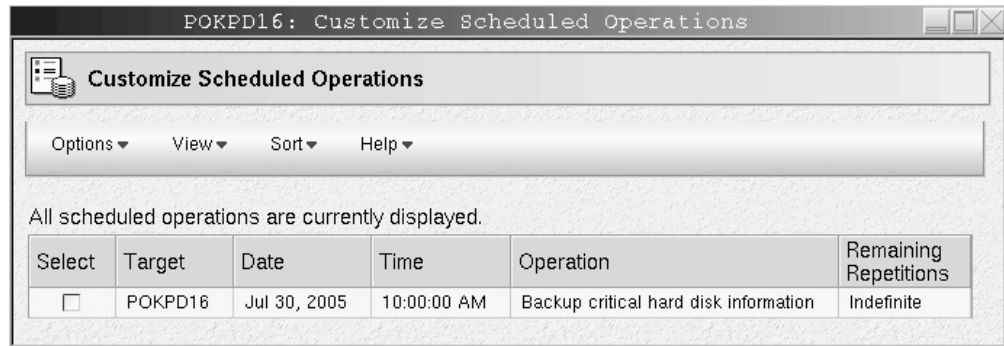 POKPD16: Customize Scheduled Operations
Customize Scheduled Operations
Options View Sort Help
All scheduled operations are currently displayed.
Select Target Date Time Operation Remaining Repetitions
POKPD16 Jul 30, 2005 10:00:00 AM Backup critical hard disk information Indefinite